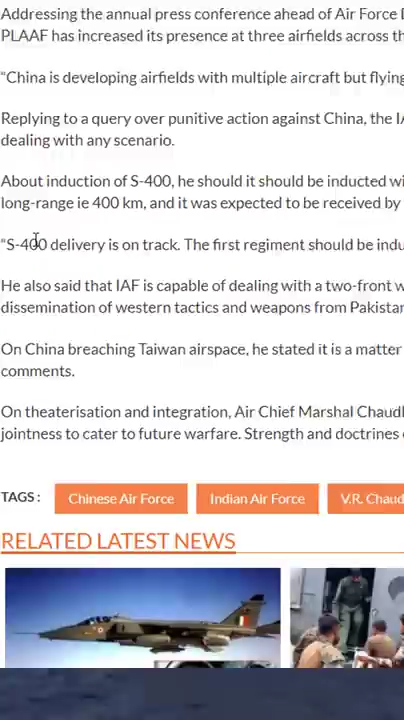 Addressing the annual press conference ahead of Air Force
PLAAF has increased its presence at three airfields across
"China is developing airfields with multiple aircraft but flying
Replying to a query over punitive action against China, the
dealing with any scenario.
About induction of S-400, he should it should be inducted
long-range ie 400 km, and it was expected to be received by
"S-400 delivery is on track. The first regiment should be
He also said that IAF is capable of dealing with a two-front
dissemination of western tactics and weapons from Pakistan
On China breaching Taiwan airspace, he stated it is a matter
comments.
On theaterisation and integration, Air Chief Marshal
jointness to cater to future warfare. Strength and doctrines
TAGS : Chinese Air Force Indian Air Force V.R. Chaud
RELATED LATEST NEWS